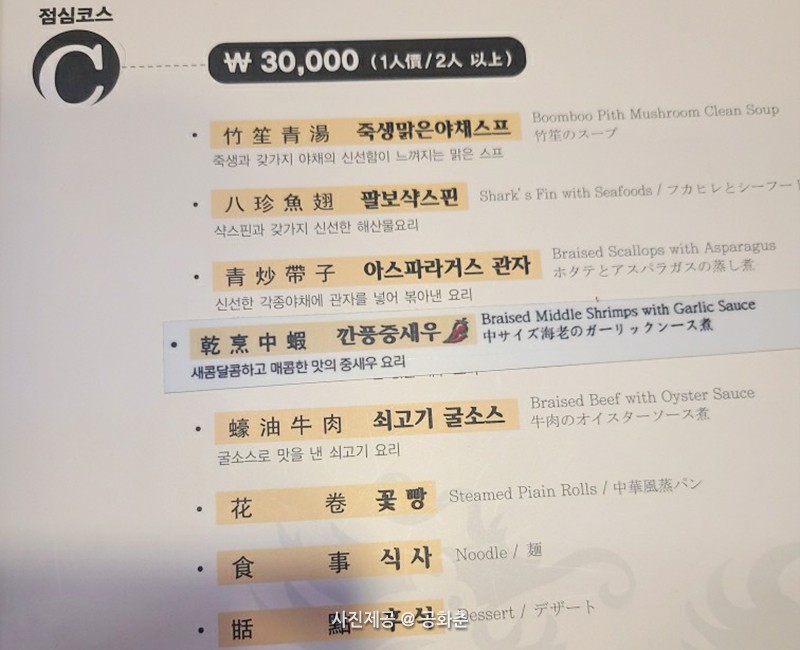 점심코스
C
₩ 30,000 (1人價/2人 以上)
• 竹笙青湯 죽생맑은야채스프 Boomboo Pith Mushroom Clean Soup
竹笙のスープ
죽생과 갖가지 야채의 신선함이 느껴지는 맑은 스프
• 八珍魚翅 팔보샥스핀 Shark's Fin with Seafoods / フカヒレとシーフード
샥스핀과 갖가지 신선한 해산물요리
• 青炒帶子 아스파라거스 관자 Braised Scallops with Asparagus
ホタテとアスパラガスの蒸し煮
신선한 각종야채에 관자를 넣어 볶아낸 요리
• 乾烹中蝦 깐풍중새우 Braised Middle Shrimps with Garlic Sauce
中サイズ海老のガーリックンース煮
새콤달콤하고 매콤한 맛의 중새우 요리
• 蠔油牛肉 쇠고기 굴소스 Braised Beef with Oyster Sauce
牛肉のオイスターソース煮
굴소스로 맛을 낸 쇠고기 요리
• 花卷 꽃빵 Steamed Piain Rolls / 中華風蒸パン
• 食事 식사 Noodle / 麺
• 甛點 후식 Dessert / デザート
사진제공 @ 공화춘